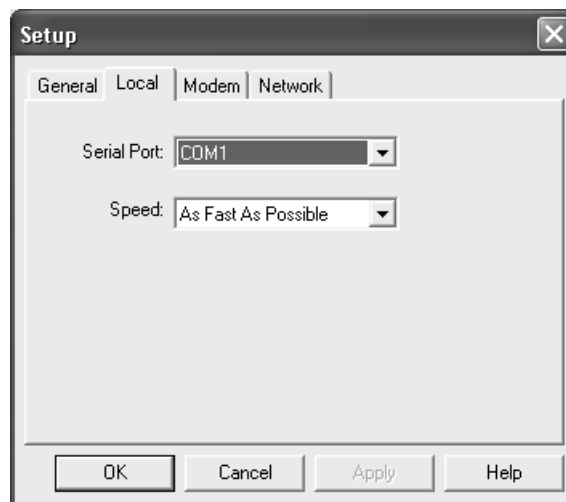 Setup
General Local Modem Network
Serial Port: COM1
Speed: As Fast As Possible
OK Cancel Apply Help